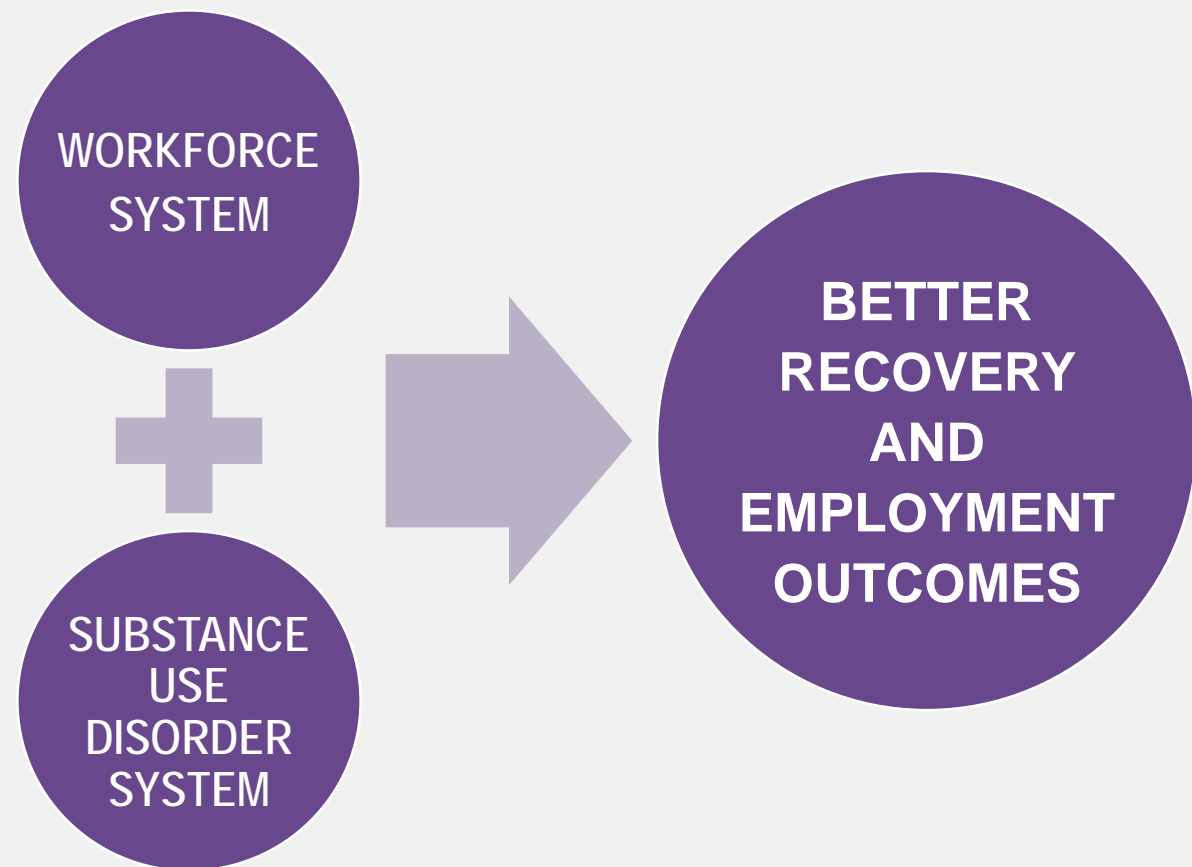 WORKFORCE
SYSTEM
SUBSTANCE
USE
DISORDER
SYSTEM
BETTER
RECOVERY
AND
EMPLOYMENT
OUTCOMES